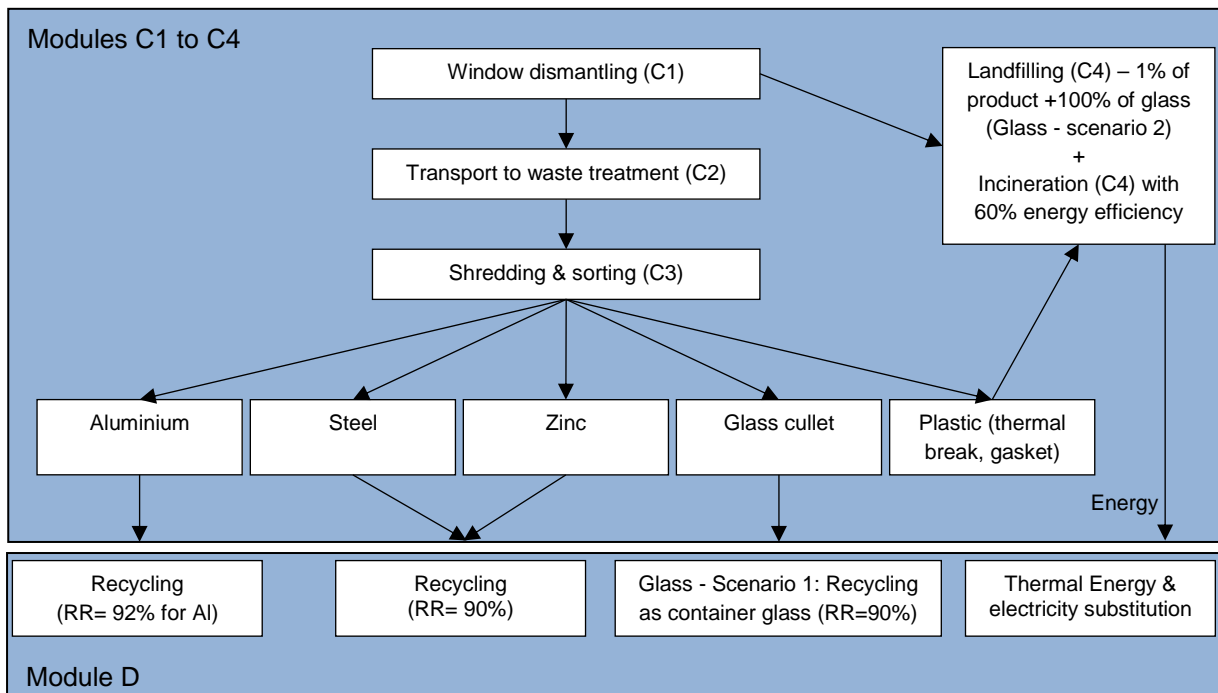 Modules C1 to C4
Window dismantling (C1)
Landfilling (C4) – 1% of
product +100% of glass
(Glass - scenario 2)
+
Incineration (C4) with
60% energy efficiency
Transport to waste treatment (C2)
Shredding & sorting (C3)
Aluminium
Steel
Zinc
Glass cullet
Plastic (thermal
break, gasket)
Energy
Recycling
(RR= 92% for Al)
Recycling
(RR= 90%)
Glass - Scenario 1: Recycling
as container glass (RR=90%)
Thermal Energy &
electricity substitution
Module D